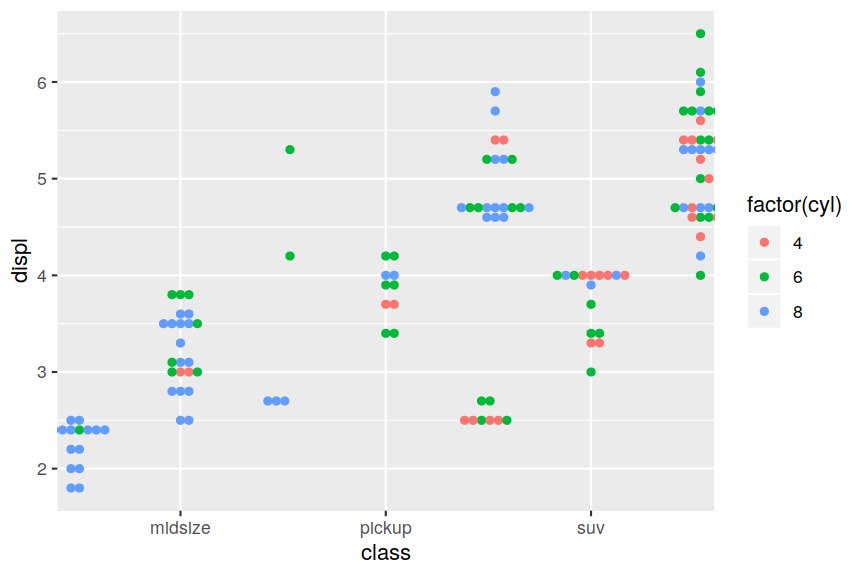 6
5
4
3
2
displ
midsize
pickup
suv
class
factor(cyl)
4
6
8